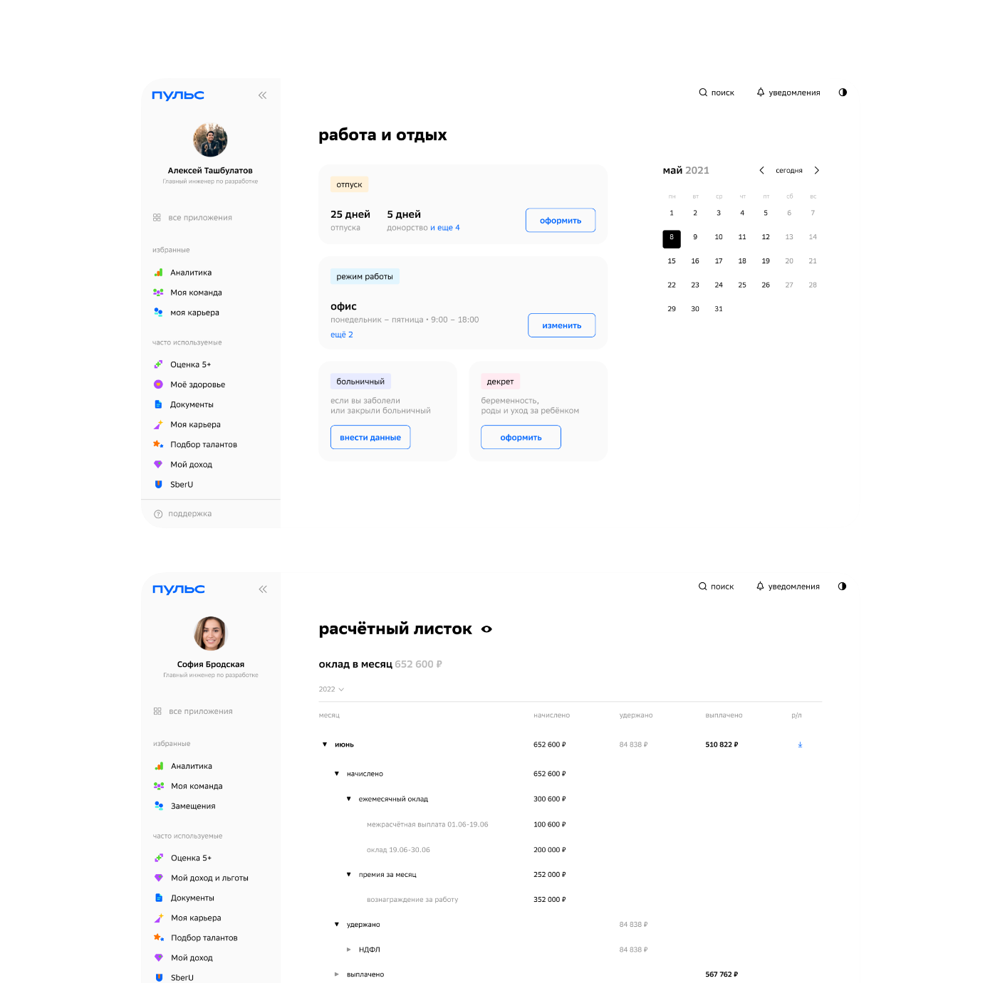 ПУЛЬС
поиск
уведомления
Алексей Ташбулатов
Главный инженер по разработке
все приложения
избранные
Аналитика
Моя команда
моя карьера
часто используемые
Оценка 5+
Моё здоровье
Документы
Моя карьера
Подбор талантов
Мой доход
SberU
поддержка
работа и отдых
отпуск
25 дней 5 дней
отпуска донорство и еще 4
оформить
режим работы
офис
понедельник – пятница • 9:00 – 18:00
ещё 2
изменить
больничный
если вы заболели
или закрыли больничный
внести данные
декрет
беременность,
роды и уход за ребёнком
оформить
май 2021 сегодня
пн вт ср чт пт сб вс
1 2 3 4 5 6 7
8 9 10 11 12 13 14
15 16 17 18 19 20 21
22 23 24 25 26 27 28
29 30 31
ПУЛЬС
поиск
уведомления
София Бродская
Главный инженер по разработке
все приложения
избранные
Аналитика
Моя команда
Замещения
часто используемые
Оценка 5+
Мой доход и льготы
Документы
Моя карьера
Подбор талантов
Мой доход
SberU
расчётный листок
оклад в месяц 652 600 ₽
2022
месяц начислено удержано выплачено р/л
июнь 652 600 ₽ 84 838 ₽ 510 822 ₽
начислено 652 600 ₽
ежемесячный оклад 300 600 ₽
межрасчётная выплата 01.06-19.06 100 600 ₽
оклад 19.06-30.06 200 000 ₽
премия за месяц 252 000 ₽
вознаграждение за работу 352 000 ₽
удержано 84 838 ₽
НДФЛ 84 838 ₽
выплачено 567 762 ₽